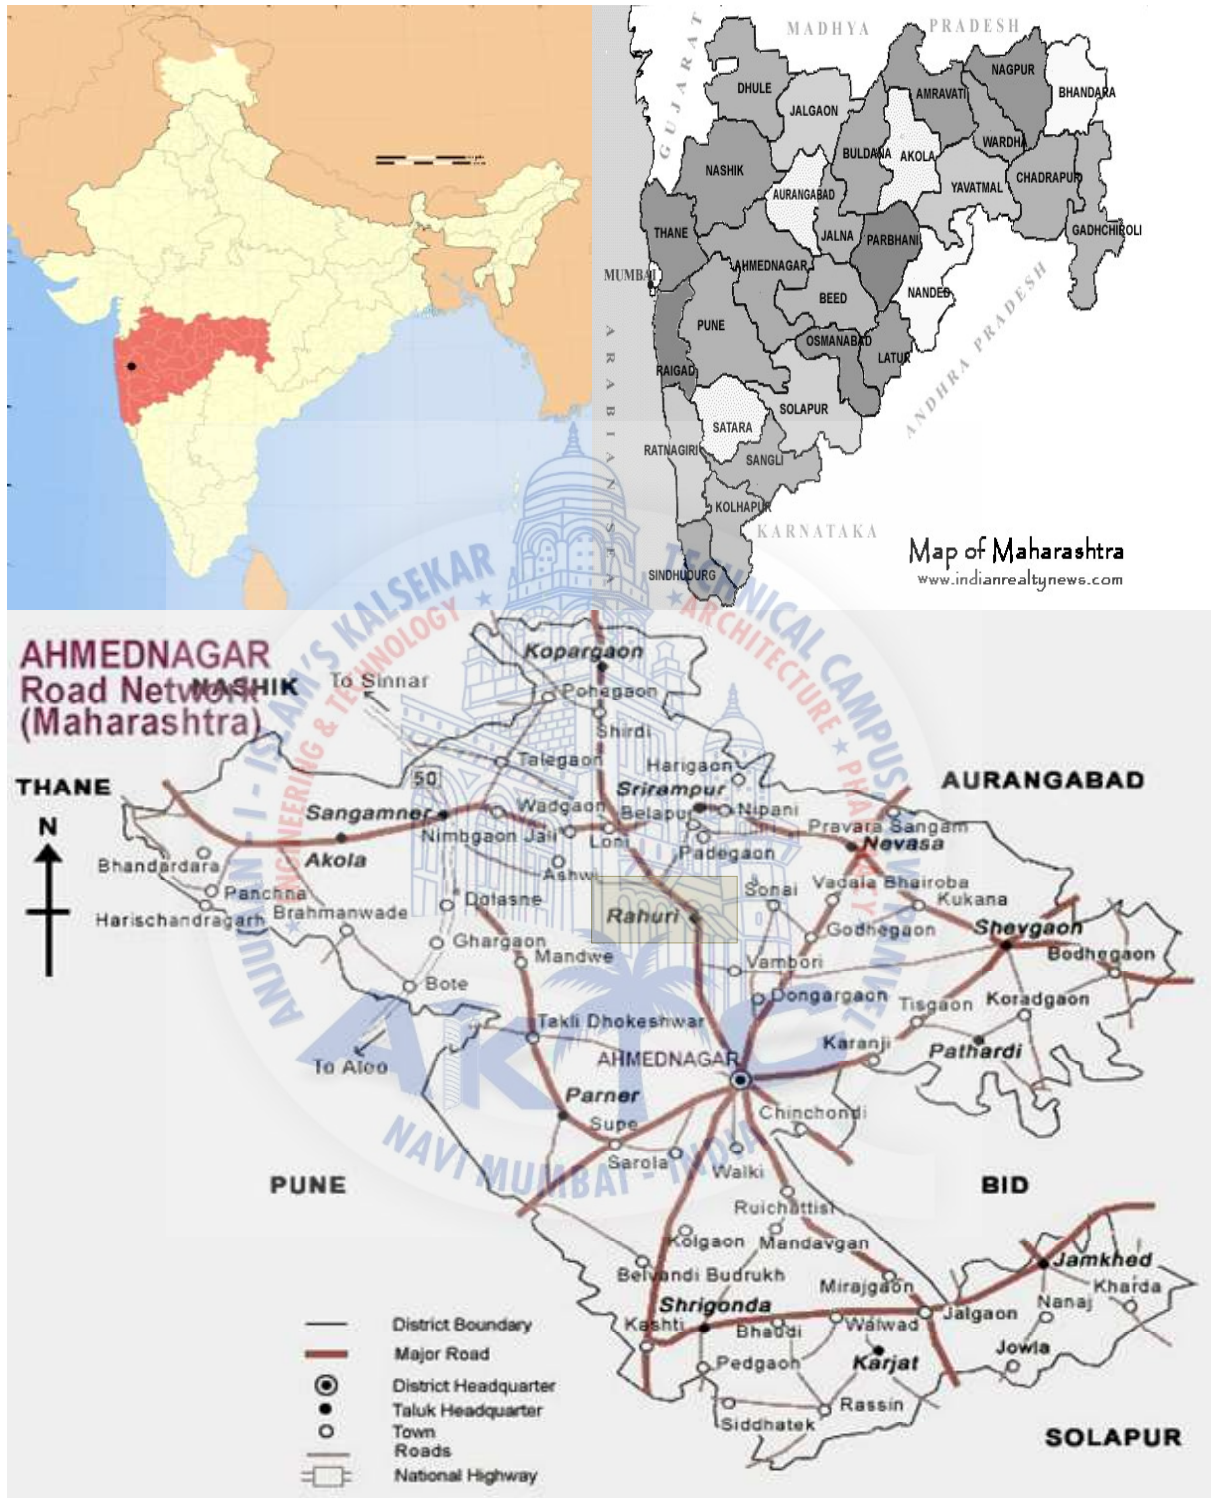 MADHYA PRADESH
GUJARAT
DHULE
JALGAON
AMRAVATI
NAGPUR
BHANDARA
NASHIK
AURANGABAD
BULDANA
AKOLA
WARDHA
YAVATMAL
CHADRAPUR
GADHCHIROLI
THANE
JALNA
PARBHANI
MUMBAI
AHMEDNAGAR
BEED
NANDED
PUNE
OSMANABAD
LATUR
RAIGAD
SATARA
SOLAPUR
RATNAGIRI
SANGLI
KOLHAPUR
SINDHUDURG
ARABIAN SEA
ANDHRA PRADESH
KARNATAKA
Map of Maharashtra
www.indianrealtynews.com
AHMEDNAGAR
Road Network
(Maharashtra)
NASHIK
To Sinnar
THANE
N
AURANGABAD
Kopargaon
Pohegaon
Shirdi
Talegaon
Harigaon
50
Srirampur
Sangamner
Wadgaon
Belapur
Nipani
Nimbgaon Jali
Loni
Padegaon
Pravara Sangam
Nevasa
Akola
Bhandardara
Ashwi
Panchnai
Sonai
Vadala Bhairoba
Kukana
Harischandragarh
Brahmanwade
Dolasne
Rahuri
Godhegaon
Shevgaon
Ghargaon
Mandwe
Vambori
Bodhegaon
Bote
Dongargaon
Tisgaon
Koradgaon
Takli Dhokeshwar
Karanji
Pathardi
To Aloo
AHMEDNAGAR
Parner
Supe
Chinchondi
Sarola
Walki
PUNE
BID
Ruichattisi
Kolgaon
Mandavgan
Belvandi Budrukh
Mirajgaon
Jamkhed
Kharda
Shrigonda
Nanaj
Kashti
Bhaudi
Walwad
Jalgaon
Pedgaon
Karjat
Jowla
Rassin
Siddhatek
SOLAPUR
District Boundary
Major Road
District Headquarter
Taluk Headquarter
Town
Roads
National Highway
ANJUMAN-I-ISLAM'S KALSEKAR TECHNICAL CAMPUS
ENGINEERING & TECHNOLOGY ★ ★ ARCHITECTURE ★ PHARMACY
AKTC
NAVI MUMBAI - INDIA